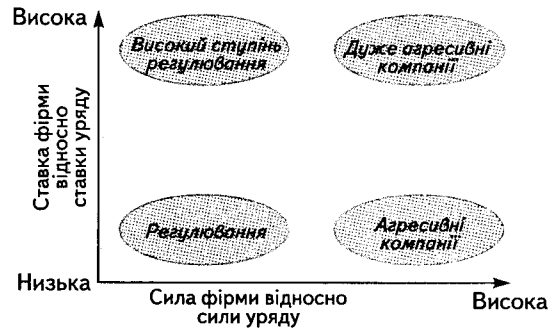 Висока
Високий ступінь
регулювання
Дуже агресивні
компанії
Ставка фірми
відносно
ставки уряду
Регулювання
Агресивні
компанії
Низька
Сила фірми відносно
сили уряду
Висока